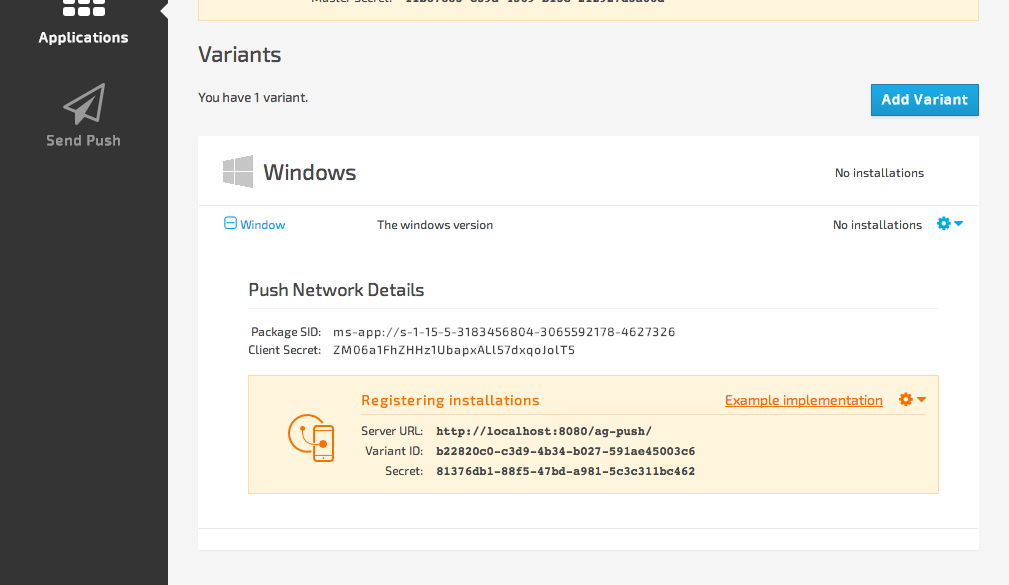 Applications
Send Push
Variants
You have 1 variant.
Add Variant
Windows
No installations
Window
The windows version
No installations
Push Network Details
Package SID: ms-app://s-1-15-5-3183456804-3065592178-4627326
Client Secret: ZM06a1FhZHHz1UbapxALl57dxqoJolT5
Registering installations
Example implementation
Server URL: http://localhost:8080/ag-push/
Variant ID: b22820c0-c3d9-4b34-b027-591ae45003c6
Secret: 81376db1-88f5-47bd-a981-5c3c311bc462